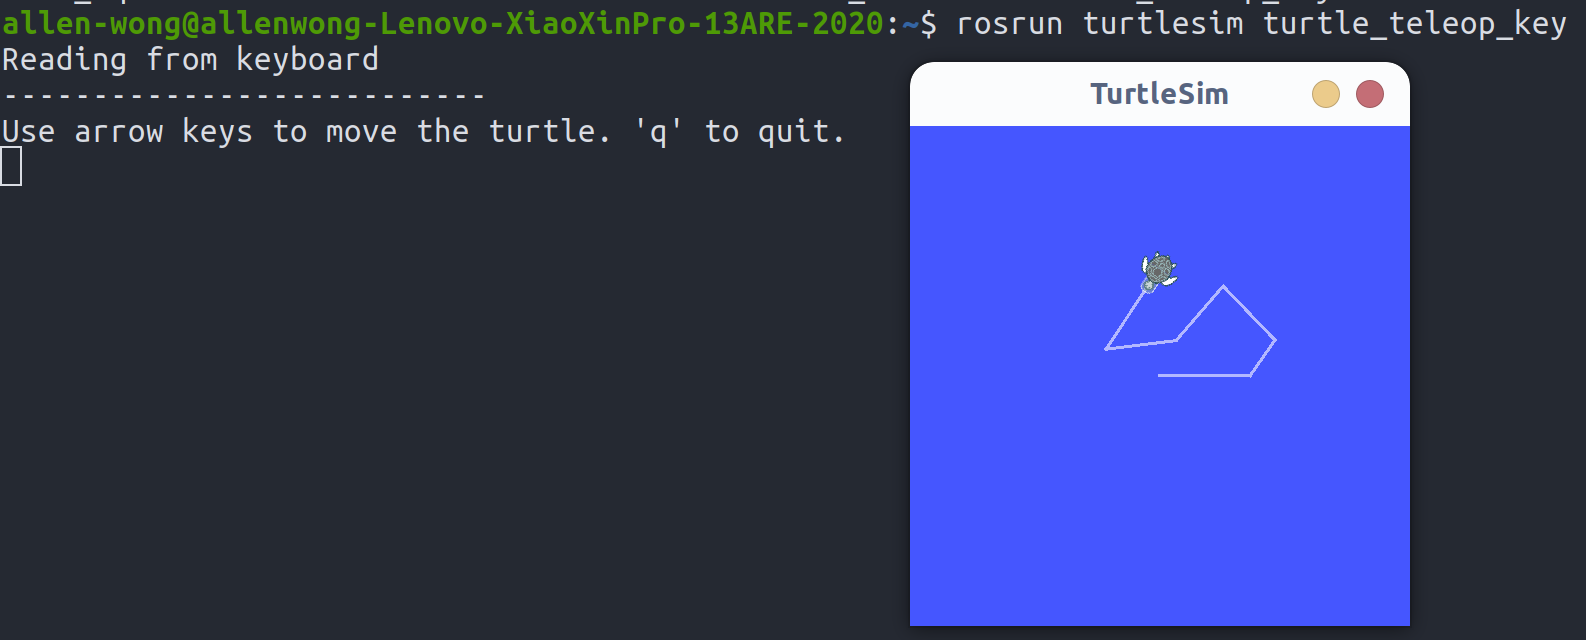 allen-wong@allenwong-Lenovo-XiaoXinPro-13ARE-2020:~$ rosrun turtlesim turtle_teleop_key
Reading from keyboard
---------------------------
Use arrow keys to move the turtle. 'q' to quit.
TurtleSim